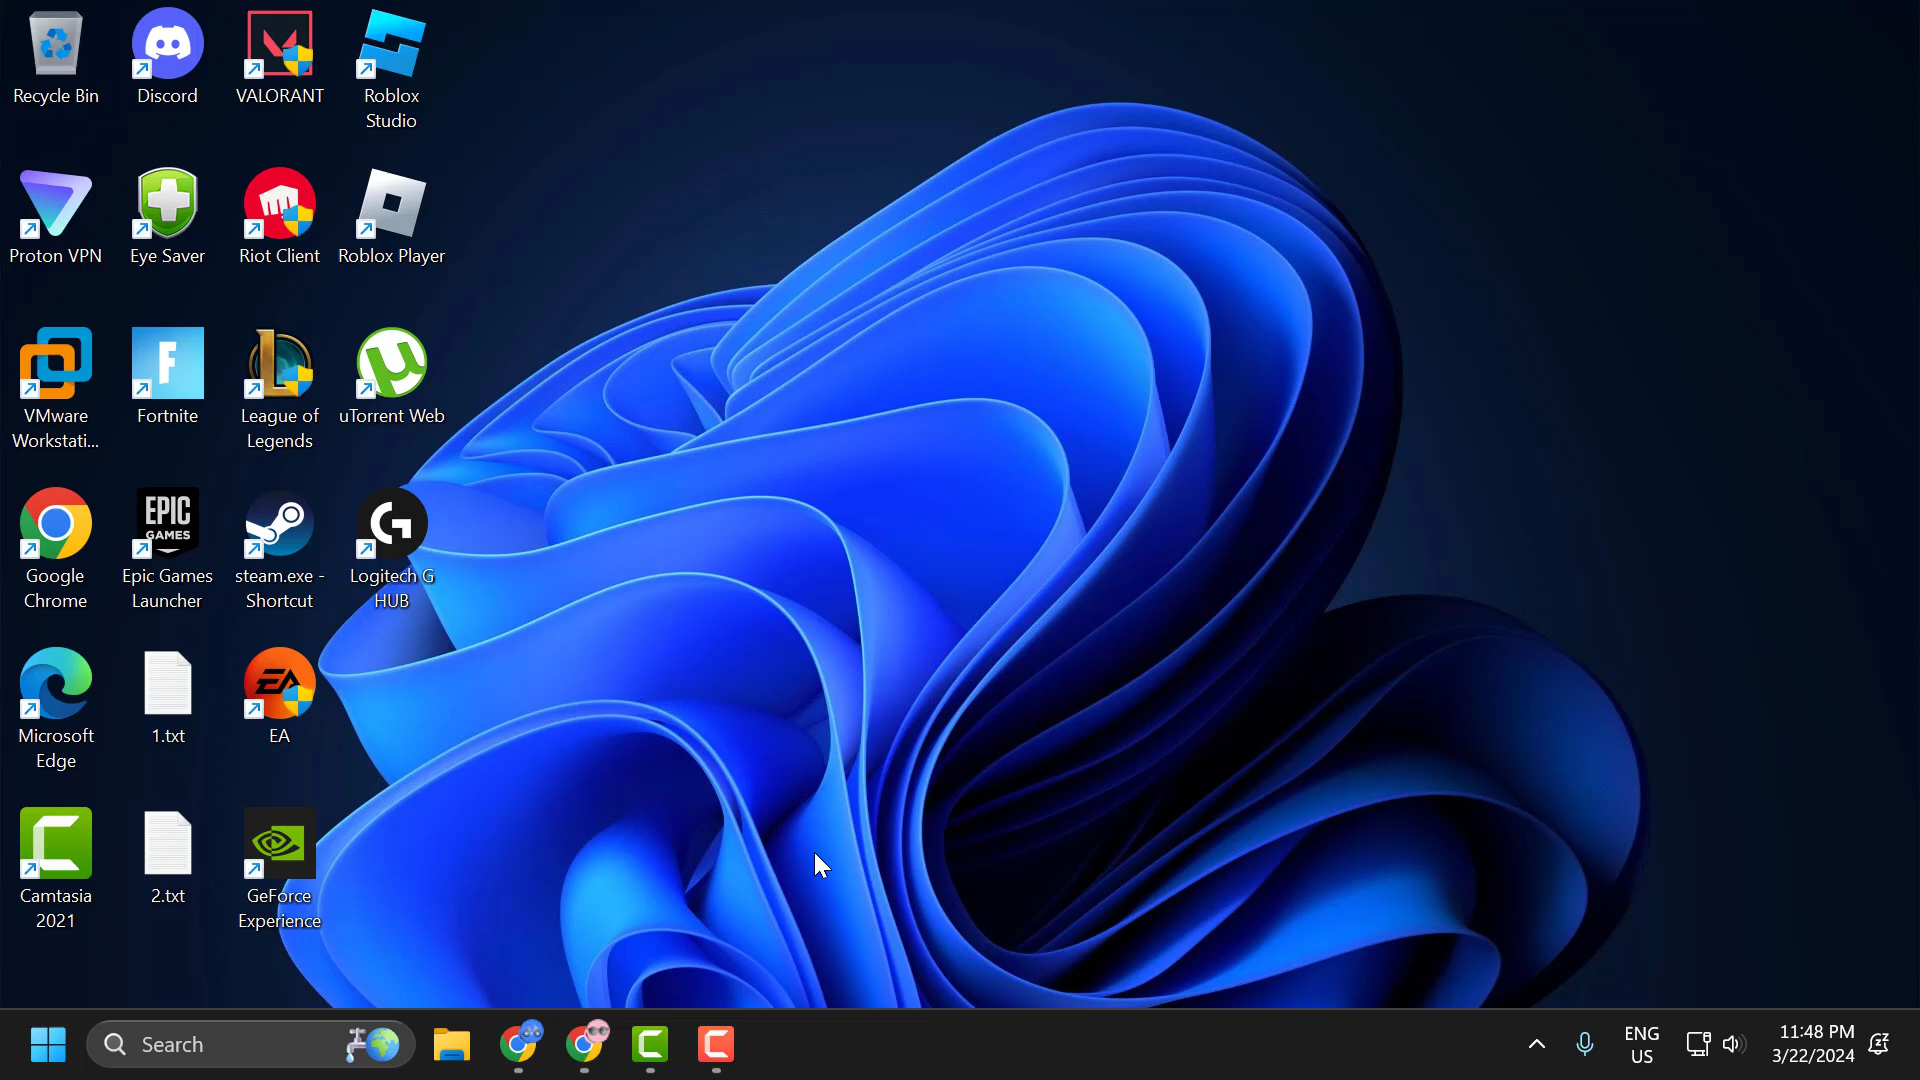 Recycle Bin
Discord
VALORANT
Roblox
Studio
Proton VPN
Eye Saver
Riot Client
Roblox Player
VMware
Workstati...
F
Fortnite
League of
Legends
µ
uTorrent Web
Google
Chrome
EPIC
GAMES
Epic Games
Launcher
steam.exe -
Shortcut
G
Logitech G
HUB
Microsoft
Edge
1.txt
EA
EA
Camtasia
2021
2.txt
GeForce
Experience
Search
ENG
US
11:48 PM
3/22/2024